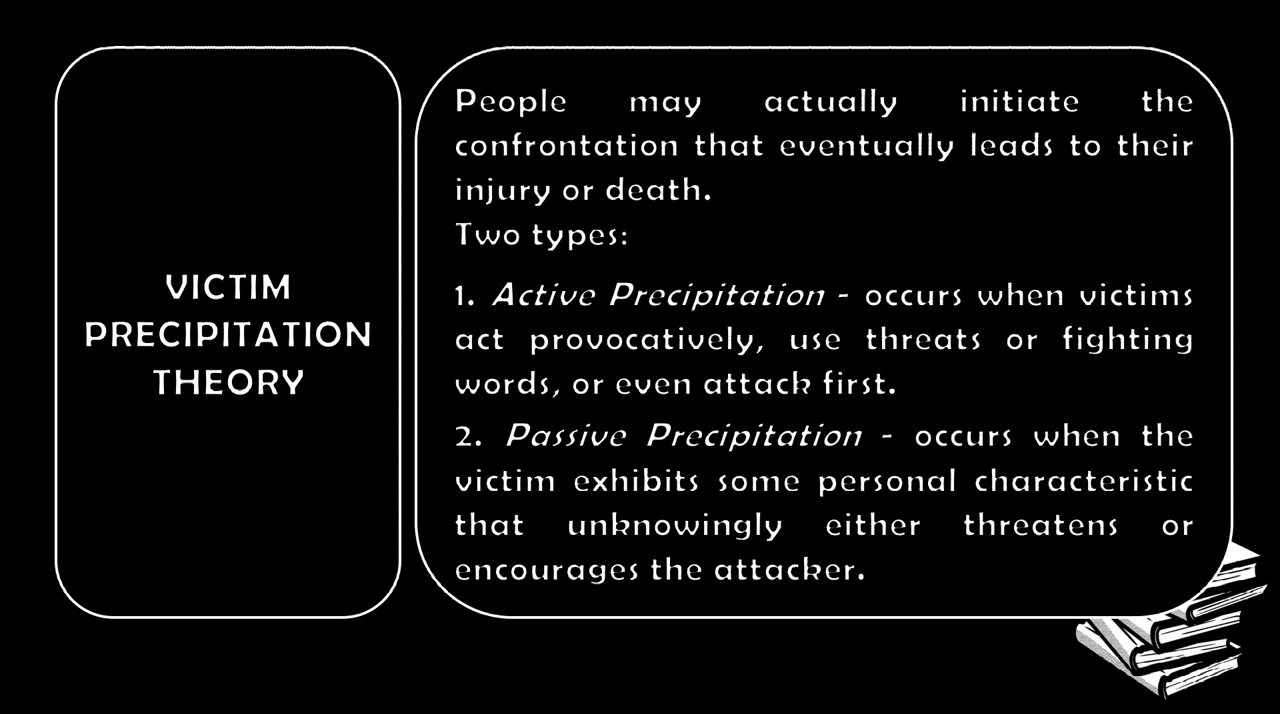 VICTIM
PRECIPITATION
THEORY
People may actually initiate the
confrontation that eventually leads to their
injury or death.
Two types:
1. Active Precipitation - occurs when victims
act provocatively, use threats or fighting
words, or even attack first.
2. Passive Precipitation - occurs when the
victim exhibits some personal characteristic
that unknowingly either threatens or
encourages the attacker.